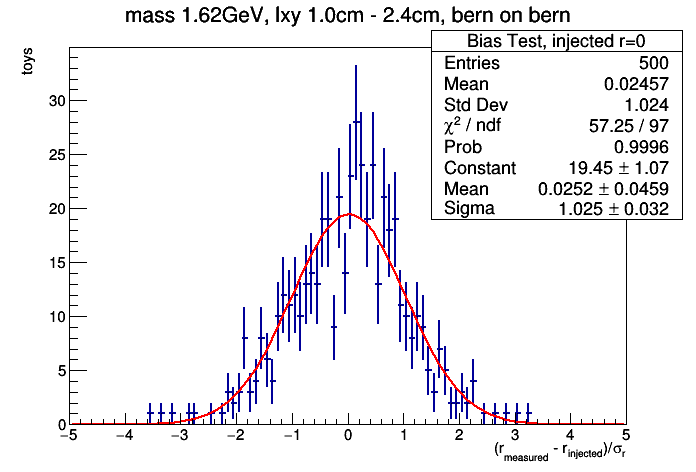 mass 1.62GeV, lxy 1.0cm - 2.4cm, bern on bern
toys
Bias Test, injected r=0
Entries 500
Mean 0.02457
Std Dev 1.024
χ² / ndf 57.25 / 97
Prob 0.9996
Constant 19.45 ± 1.07
Mean 0.0252 ± 0.0459
Sigma 1.025 ± 0.032
30
25
20
15
10
5
0
−5 −4 −3 −2 −1 0 1 2 3 4 5
(r_measured - r_injected)/σ_r